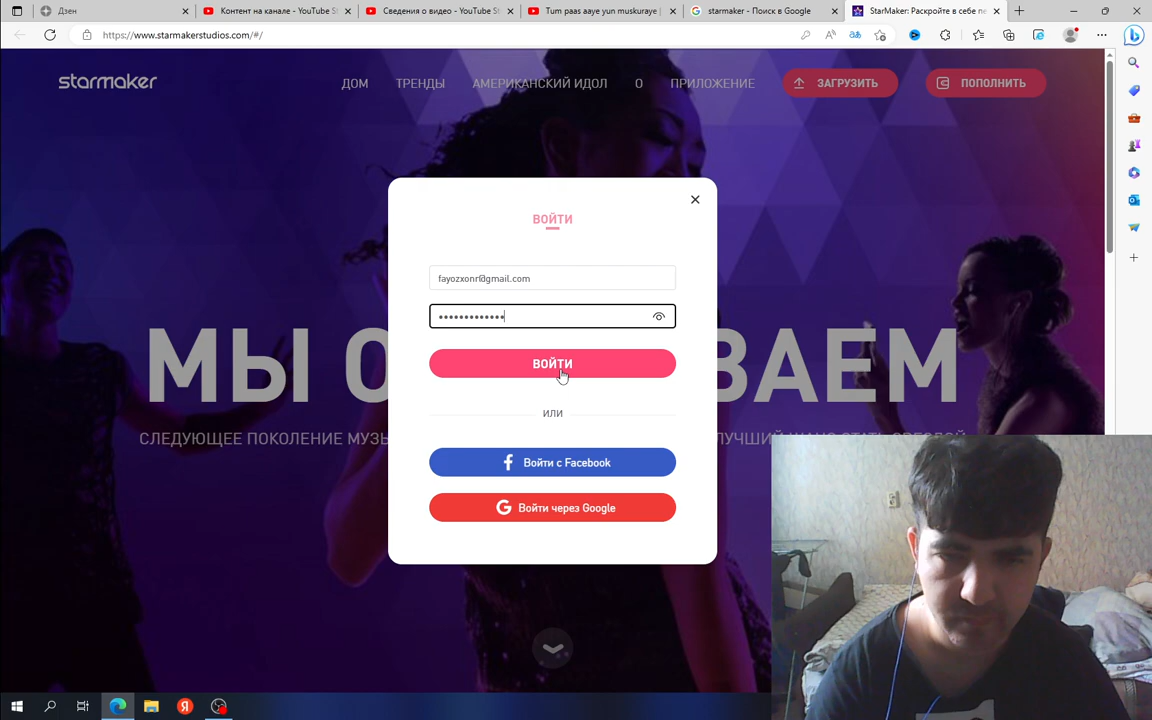 Дзен
Контент на канале - YouTube St
Сведения о видео - YouTube St
Tum paas aaye yun muskuraye |
starmaker - Поиск в Google
StarMaker: Раскройте в себе пе
https://www.starmakerstudios.com/#/
starmaker
ДОМ
ТРЕНДЫ
АМЕРИКАНСКИЙ ИДОЛ
О
ПРИЛОЖЕНИЕ
ЗАГРУЗИТЬ
ПОПОЛНИТЬ
ВОЙТИ
fayozxonr@gmail.com
•••••••••••••
МЫ О
ВАЕМ
ВОЙТИ
ИЛИ
СЛЕДУЮЩЕЕ ПОКОЛЕНИЕ МУЗЫ
Войти с Facebook
Войти через Google